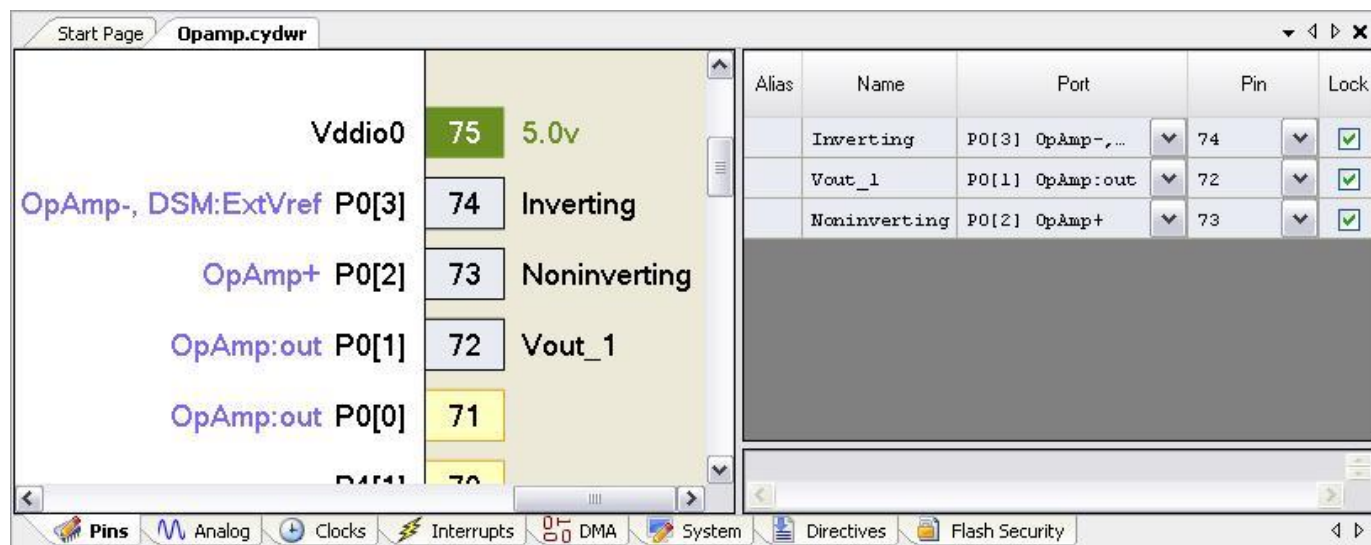 Start Page Opamp.cydwr
Vddio0 75 5.0v
OpAmp-, DSM:ExtVref P0[3] 74 Inverting
OpAmp+ P0[2] 73 Noninverting
OpAmp:out P0[1] 72 Vout_1
OpAmp:out P0[0] 71
Alias Name Port Pin Lock
Inverting P0[3] OpAmp-,... 74
Vout_1 P0[1] OpAmp:out 72
Noninverting P0[2] OpAmp+ 73
Pins Analog Clocks Interrupts DMA System Directives Flash Security